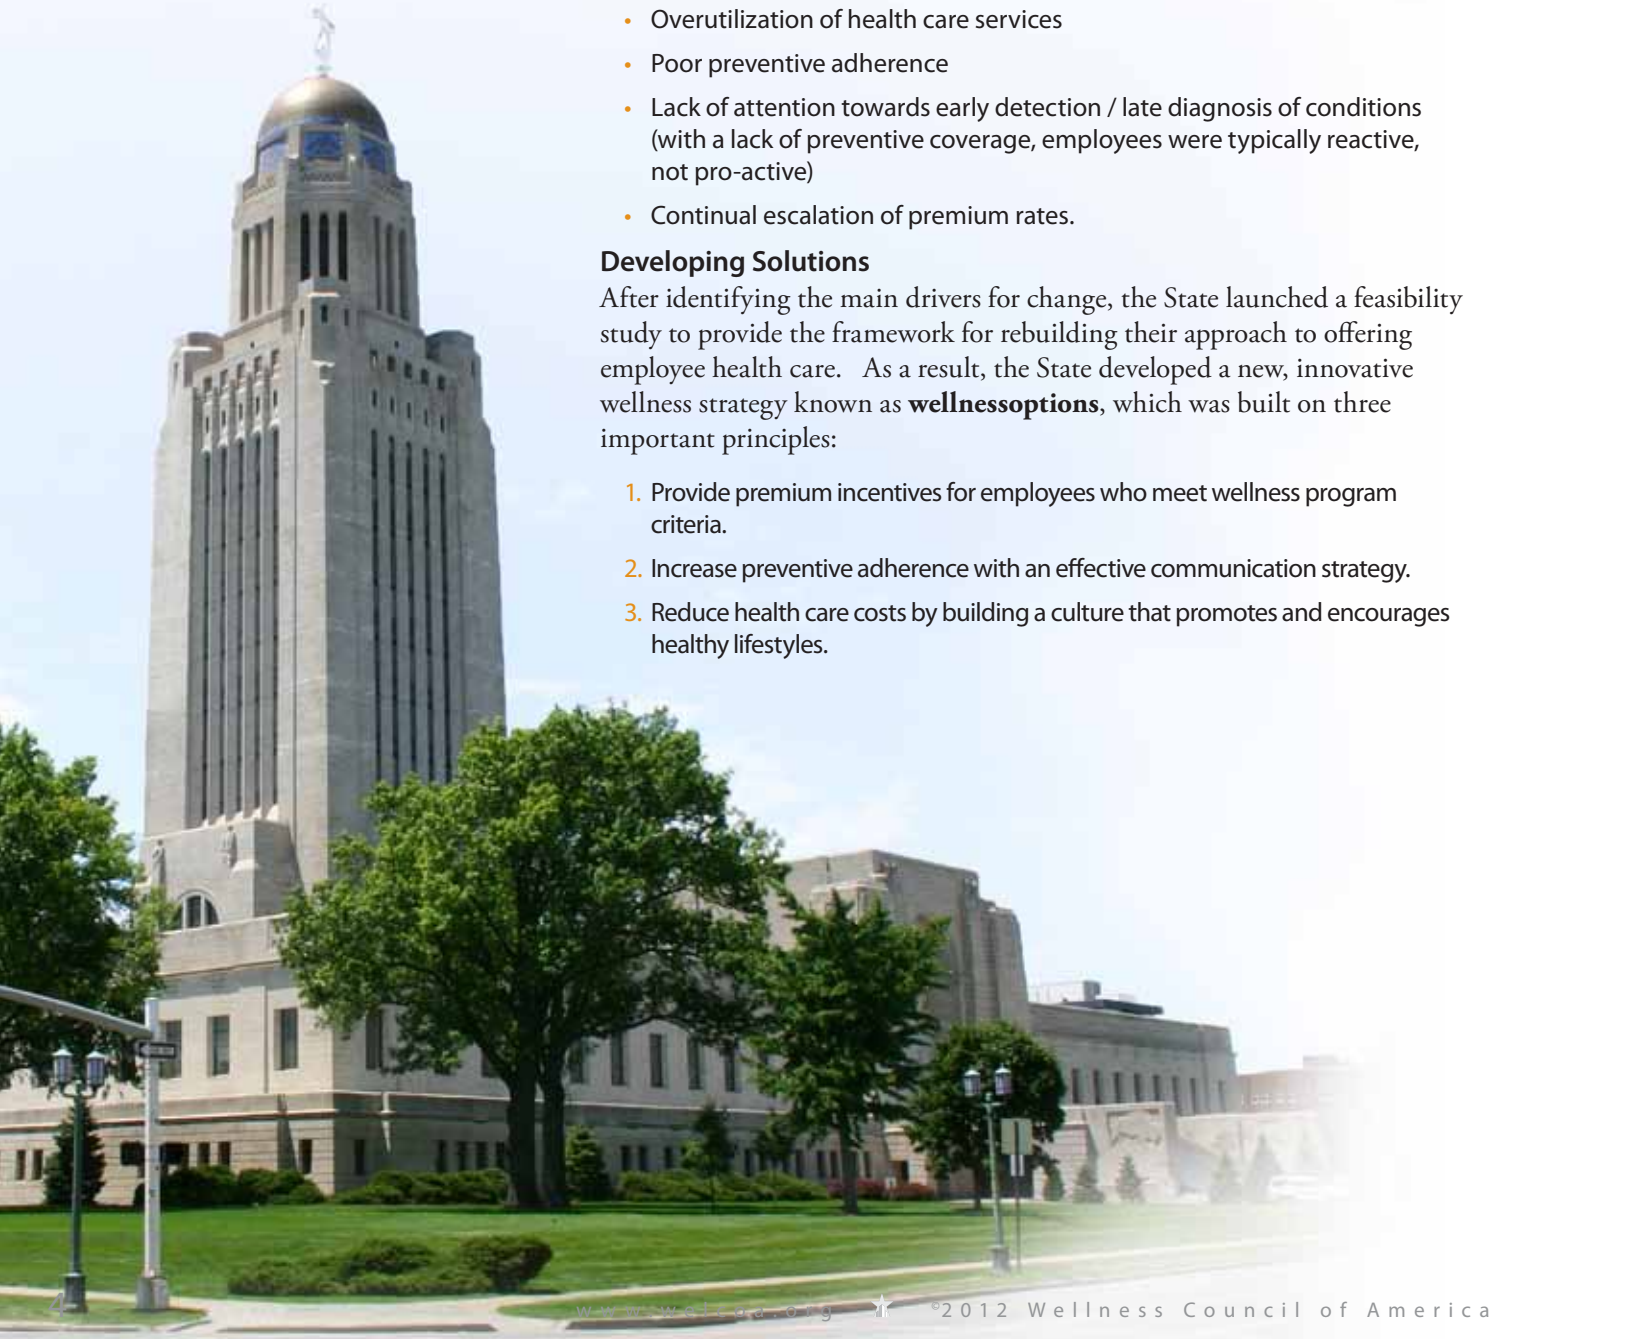 • Overutilization of health care services
• Poor preventive adherence
• Lack of attention towards early detection / late diagnosis of conditions
(with a lack of preventive coverage, employees were typically reactive,
not pro-active)
• Continual escalation of premium rates.
Developing Solutions
After identifying the main drivers for change, the State launched a feasibility
study to provide the framework for rebuilding their approach to offering
employee health care.   As a result, the State developed a new, innovative
wellness strategy known as wellnessoptions, which was built on three
important principles:
1. Provide premium incentives for employees who meet wellness program
criteria.
2. Increase preventive adherence with an effective communication strategy.
3. Reduce health care costs by building a culture that promotes and encourages
healthy lifestyles.
4 www.welcoa.org ©2012 Wellness Council of America